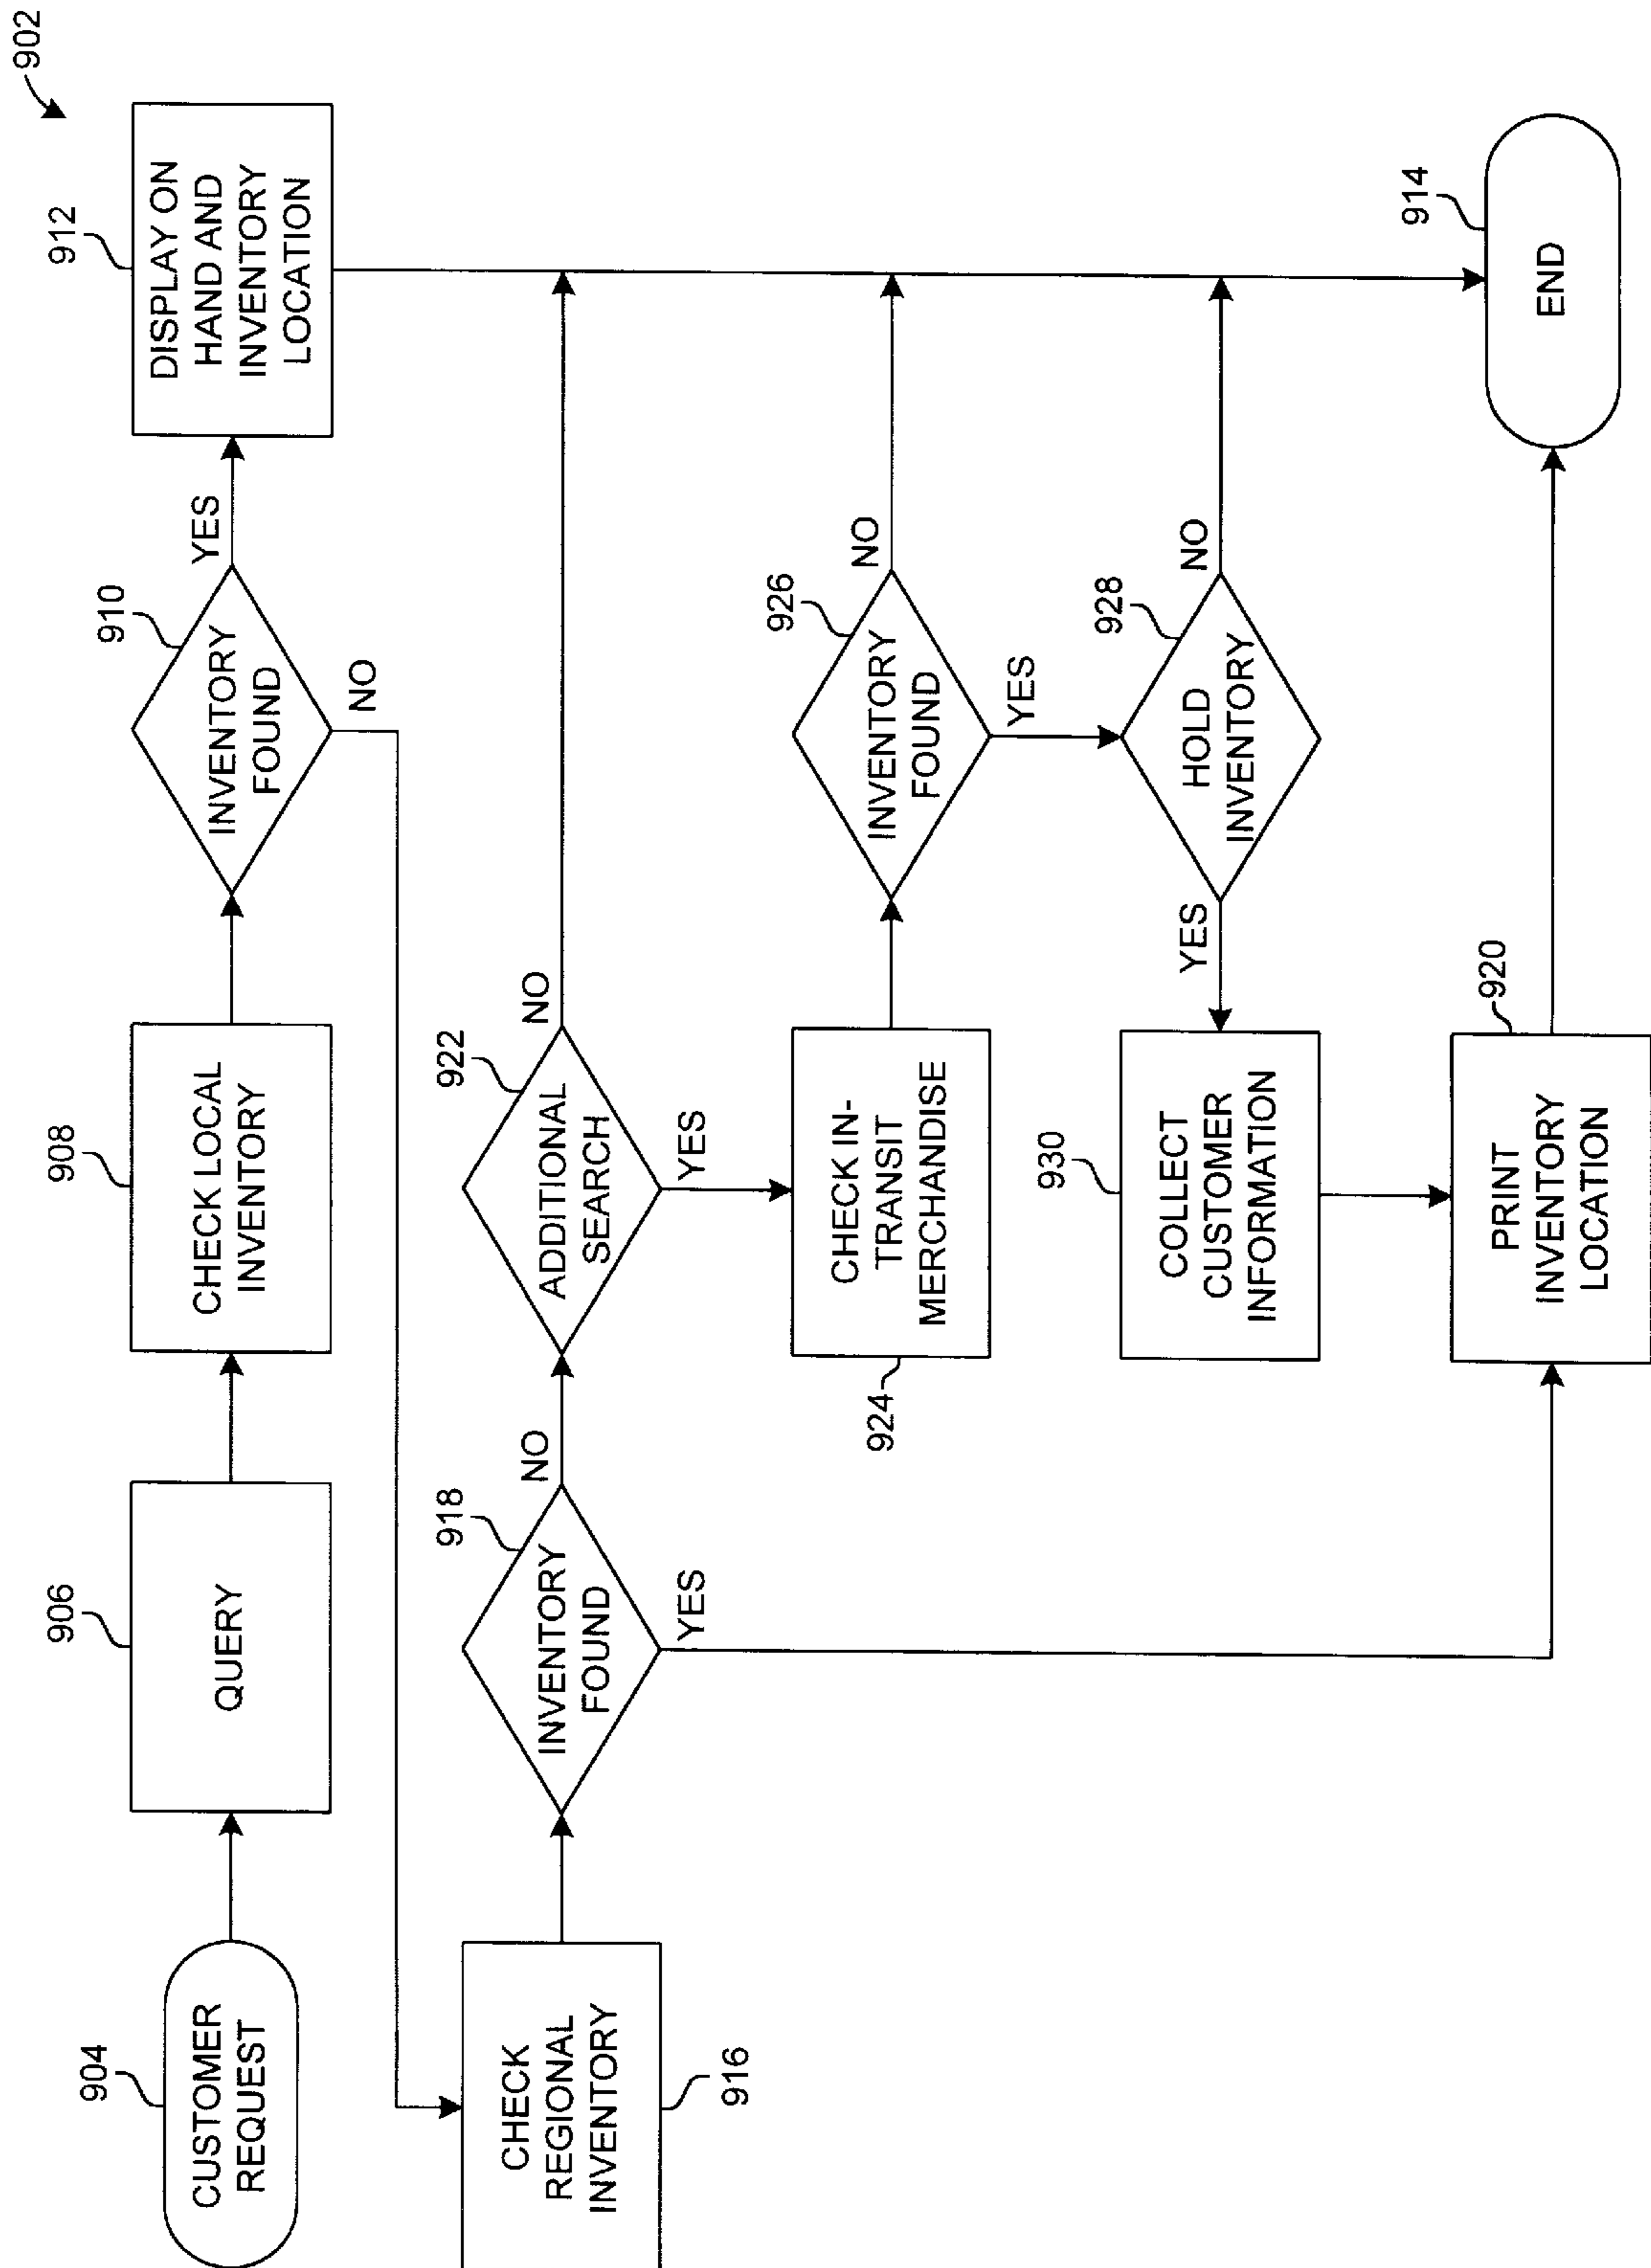 902
904
CUSTOMER
REQUEST
906
QUERY
908
CHECK LOCAL
INVENTORY
910
INVENTORY
FOUND
YES
NO
912
DISPLAY ON
HAND AND
INVENTORY
LOCATION
CHECK
REGIONAL
INVENTORY
916
918
INVENTORY
FOUND
NO
YES
922
ADDITIONAL
SEARCH
NO
YES
CHECK IN-
TRANSIT
MERCHANDISE
924
926
INVENTORY
FOUND
NO
YES
928
HOLD
INVENTORY
NO
YES
930
COLLECT
CUSTOMER
INFORMATION
920
PRINT
INVENTORY
LOCATION
914
END